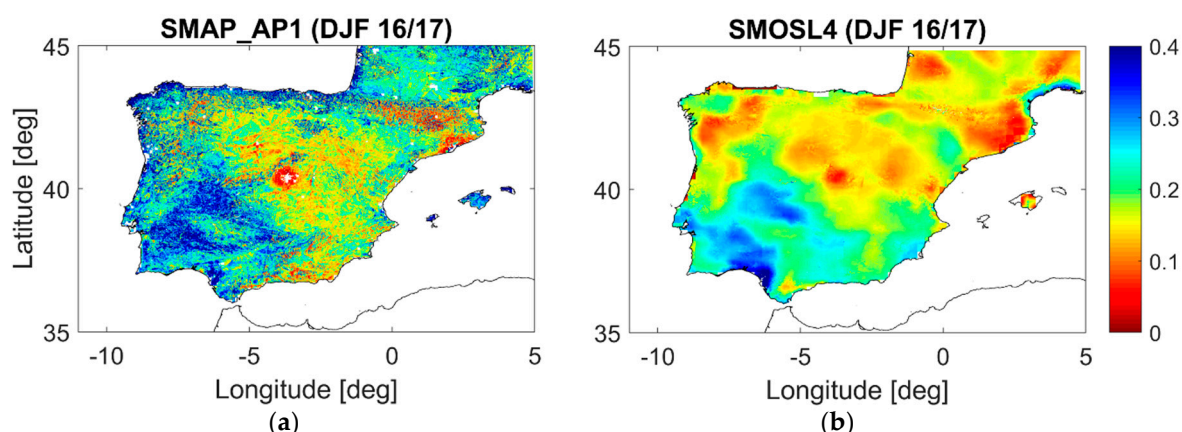 SMAP_AP1 (DJF 16/17)
SMOSL4 (DJF 16/17)
45
40
35
Latitude [deg]
-10
-5
0
5
Longitude [deg]
(a)
45
40
35
-10
-5
0
5
Longitude [deg]
(b)
0.4
0.3
0.2
0.1
0